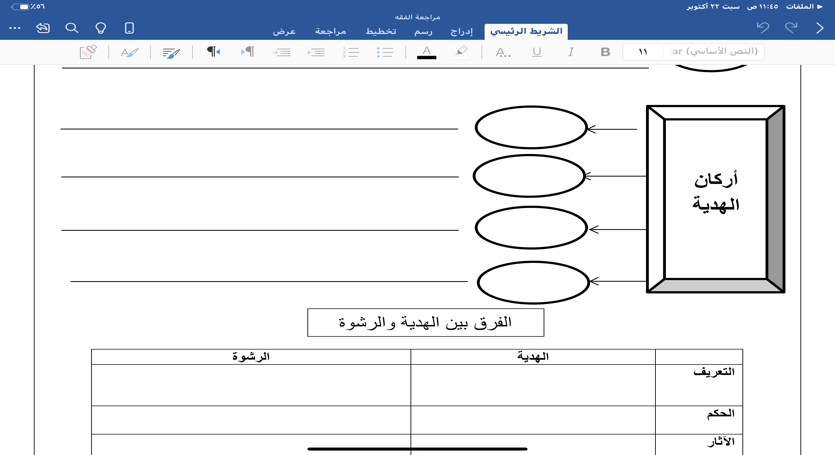 ◄ الملفات ١١:٤٥ ص سبت ٢٢ أكتوبر
٥٦٪
مراجعة الفقه
الشريط الرئيسي إدراج رسم تخطيط مراجعة عرض
(النص الأساسي) ar ١١ B I U A.. A
أركان
الهدية
الفرق بين الهدية والرشوة
الهدية الرشوة
التعريف
الحكم
الآثار